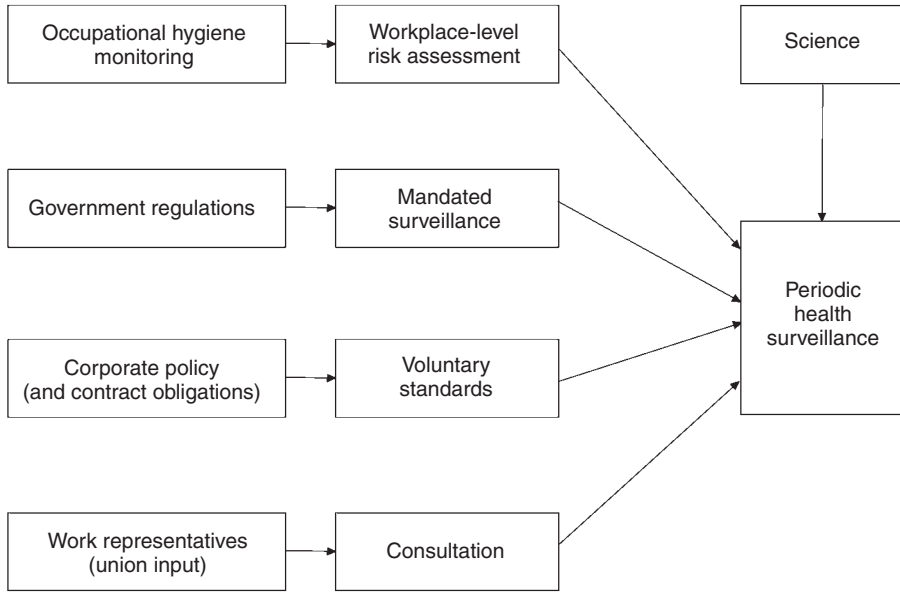 Occupational hygiene
monitoring
Workplace-level
risk assessment
Science
Government regulations
Mandated
surveillance
Periodic
health
surveillance
Corporate policy
(and contract obligations)
Voluntary
standards
Work representatives
(union input)
Consultation